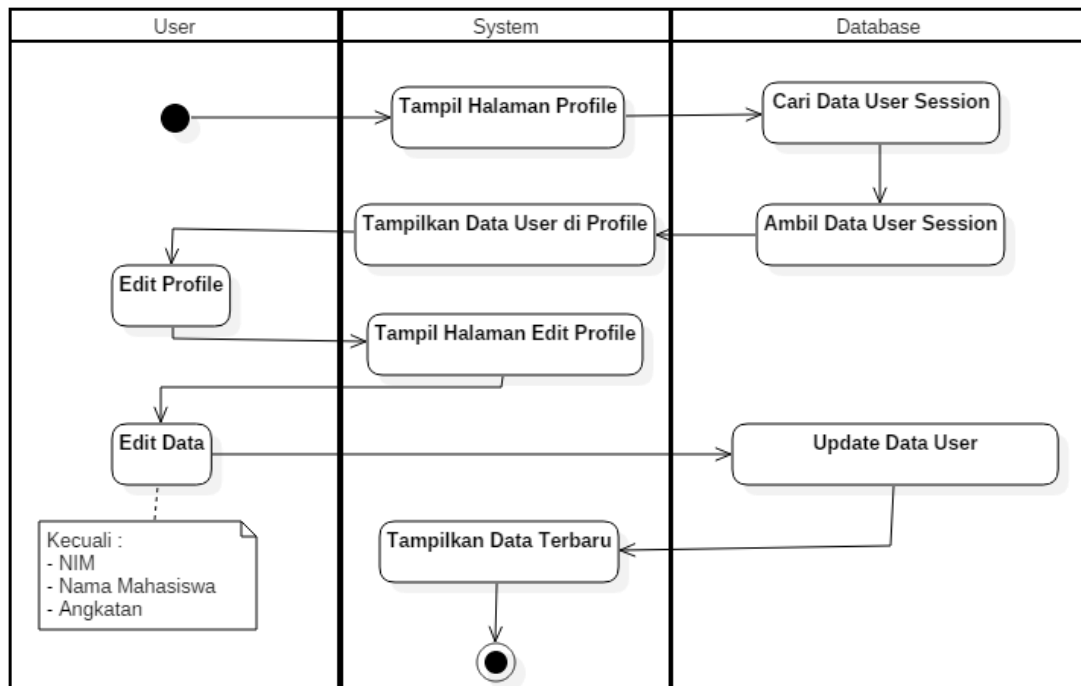 User
System
Database
Tampil Halaman Profile
Cari Data User Session
Tampilkan Data User di Profile
Ambil Data User Session
Edit Profile
Tampil Halaman Edit Profile
Edit Data
Update Data User
Kecuali :
- NIM
- Nama Mahasiswa
- Angkatan
Tampilkan Data Terbaru